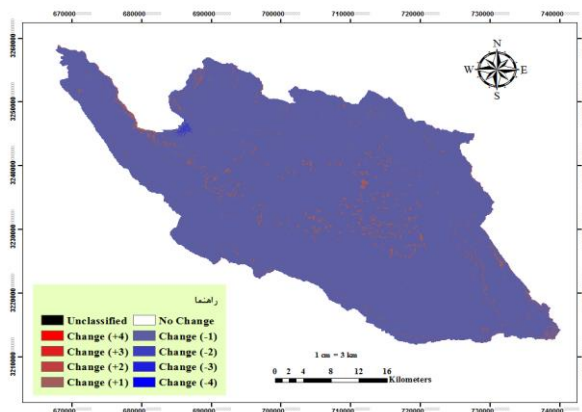 670000 680000 690000 700000 710000 720000 730000 740000
3260000
3250000
3240000
3230000
3220000
3210000
N
W E
S
راهنما
Unclassified No Change
Change (+4) Change (-1)
Change (+3) Change (-2)
Change (+2) Change (-3)
Change (+1) Change (-4)
1 cm = 3 km
0 2 4 8 12 16
Kilometers
670000 680000 690000 700000 710000 720000 730000 740000